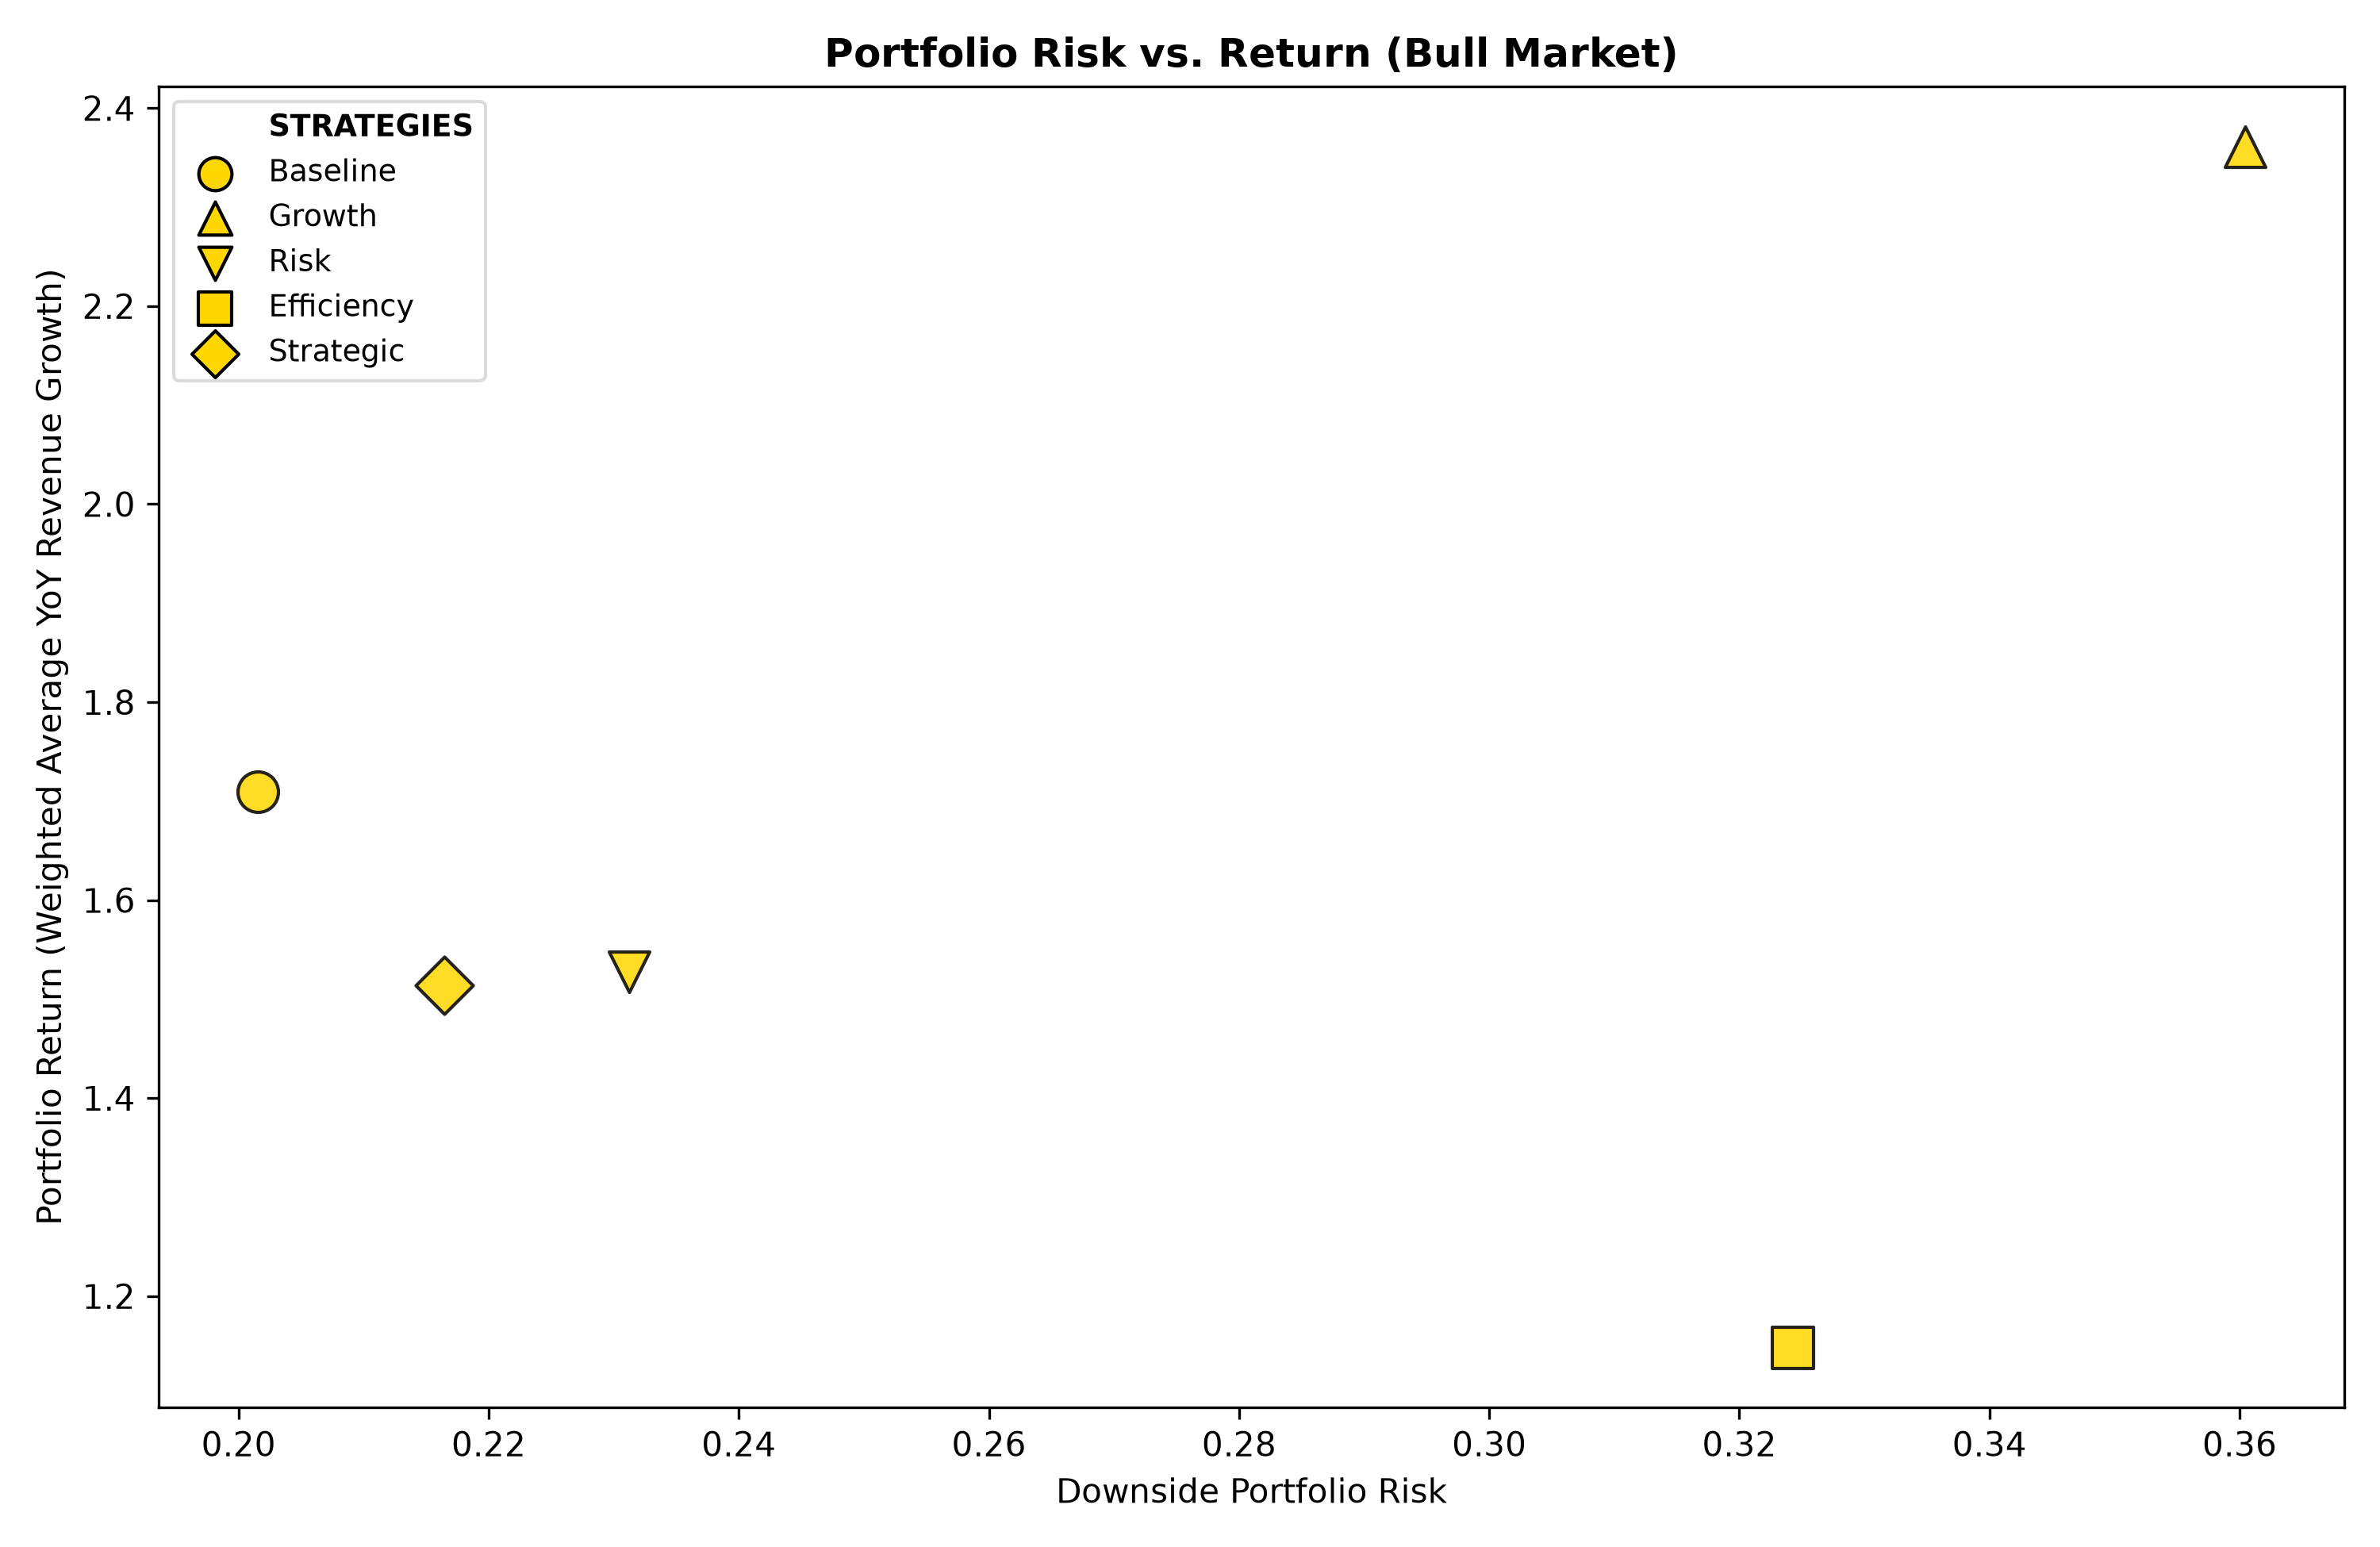 Portfolio Risk vs. Return (Bull Market)
STRATEGIES
Baseline
Growth
Risk
Efficiency
Strategic
Portfolio Return (Weighted Average YoY Revenue Growth)
2.4
2.2
2.0
1.8
1.6
1.4
1.2
0.20 0.22 0.24 0.26 0.28 0.30 0.32 0.34 0.36
Downside Portfolio Risk